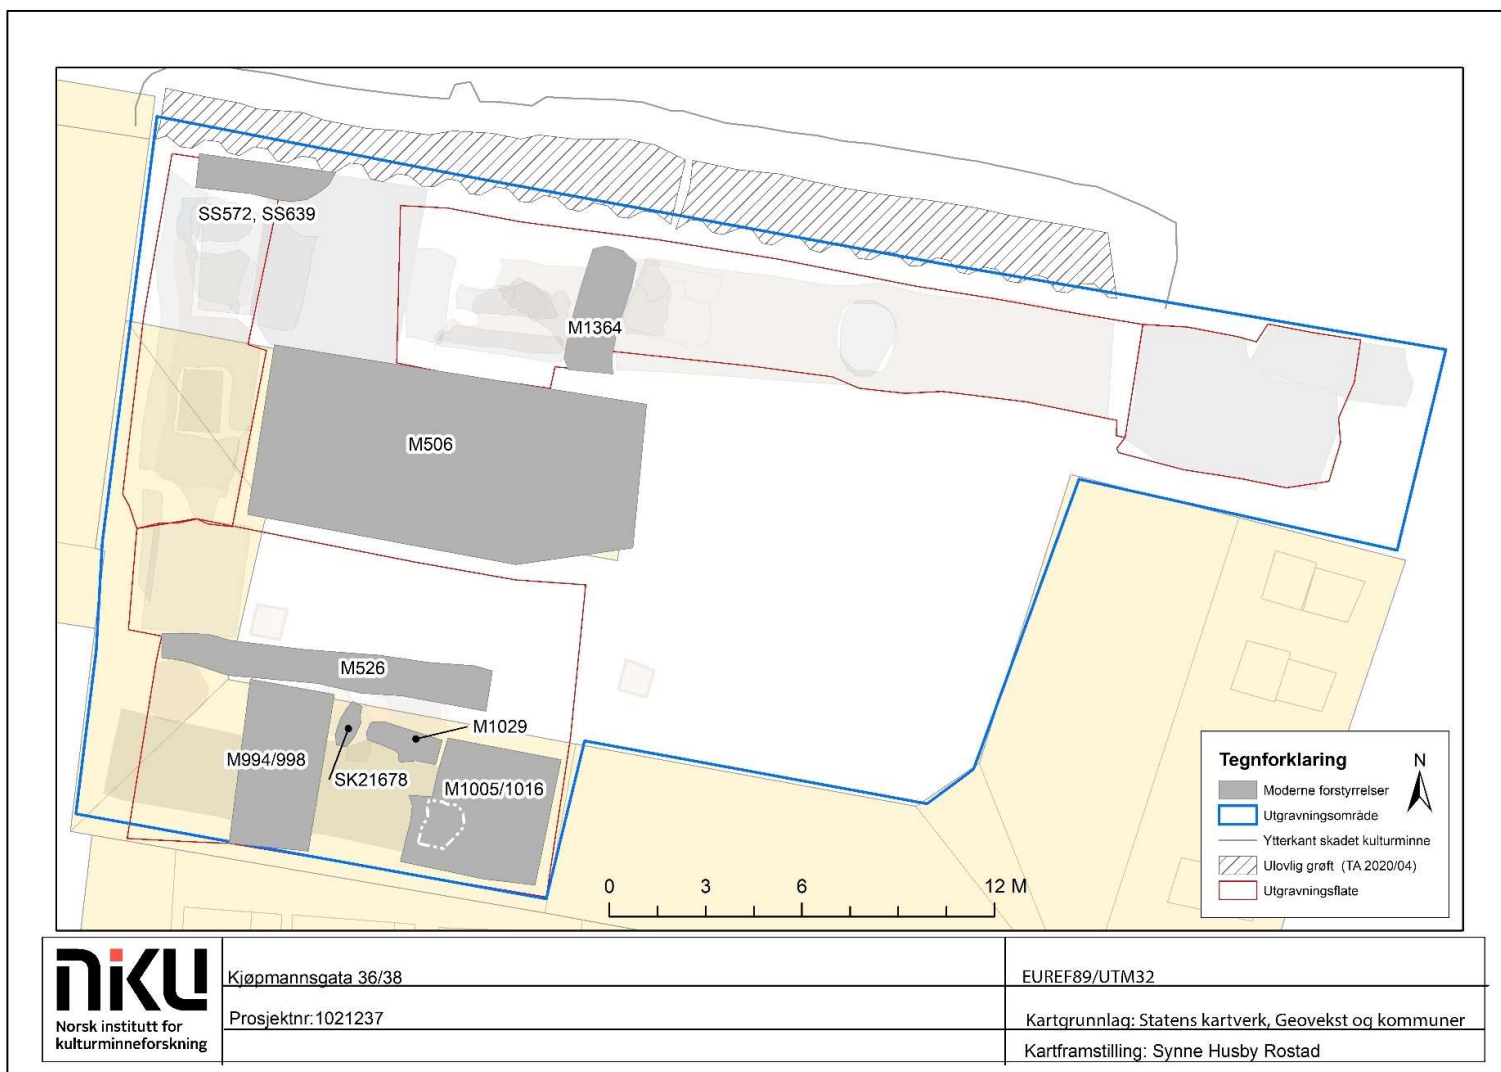 SS572, SS639
M1364
M506
M526
M1029
M994/998
SK21678
M1005/1016
Tegnforklaring
N
Moderne forstyrrelser
Utgravningsområde
Ytterkant skadet kulturminne
Ulovlig grøft (TA 2020/04)
Utgravningsflate
0 3 6 12 M
NIKU
Norsk institutt for
kulturminneforskning
Kjøpmannsgata 36/38
Prosjektnr:1021237
EUREF89/UTM32
Kartgrunnlag: Statens kartverk, Geovekst og kommuner
Kartframstilling: Synne Husby Rostad